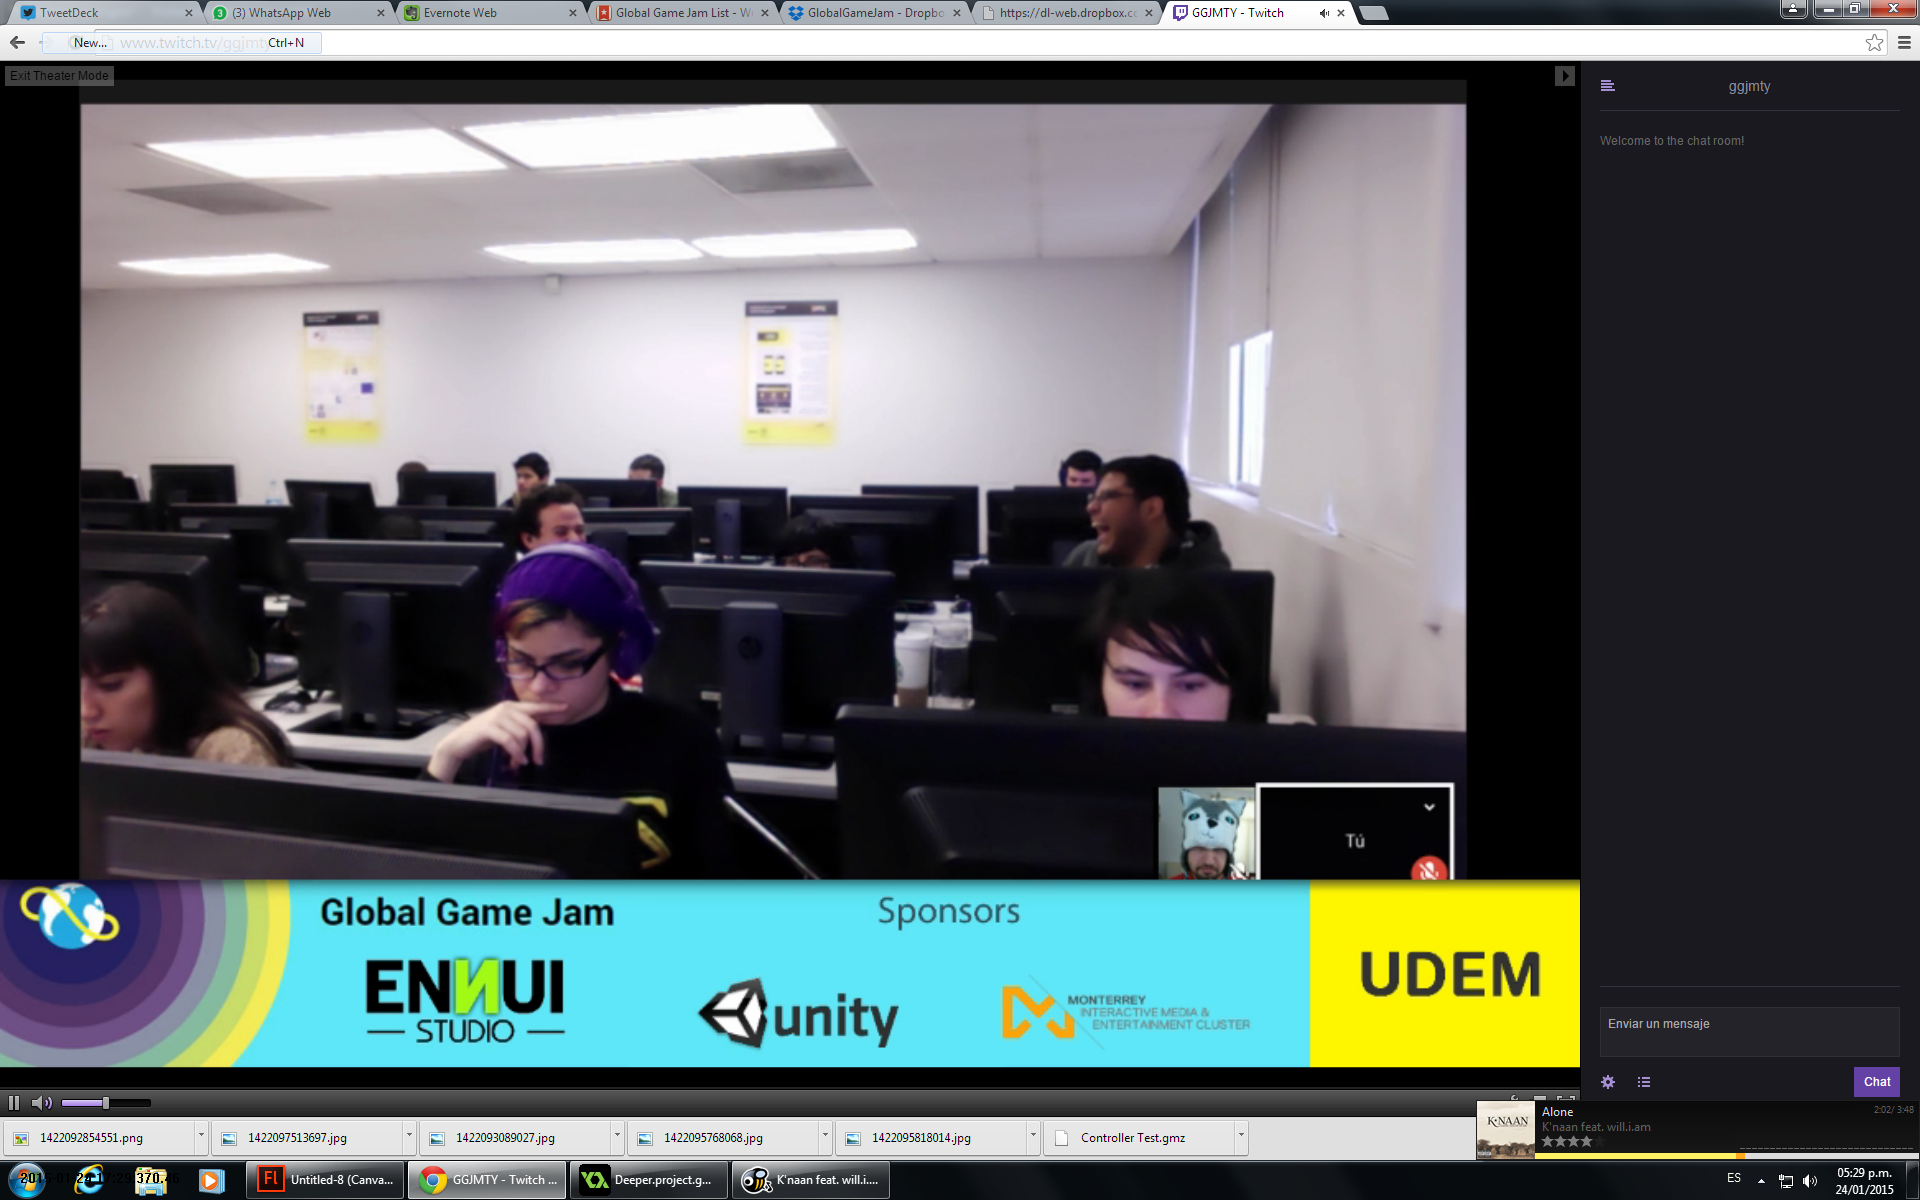 TweetDeck
(3) WhatsApp Web
Evernote Web
Global Game Jam List - W
GlobalGameJam - Dropbo
https://dl-web.dropbox.co
GGJMTY - Twitch
www.twitch.tv/ggjmt
New... Ctrl+N
Exit Theater Mode
ggjmty
Welcome to the chat room!
Tú
Global Game Jam
ENNUI
STUDIO
Sponsors
unity
MONTERREY
INTERACTIVE MEDIA &
ENTERTAINMENT CLUSTER
UDEM
Enviar un mensaje
Chat
1422092854551.png
1422097513697.jpg
1422093089027.jpg
1422095768068.jpg
1422095818014.jpg
Controller Test.gmz
K'NAAN
Alone
2:02/ 3:48
K'naan feat. will.i.am
Untitled-8 (Canva...
GGJMTY - Twitch ...
Deeper.project.g...
K'naan feat. will.i....
ES
05:29 p.m.
24/01/2015